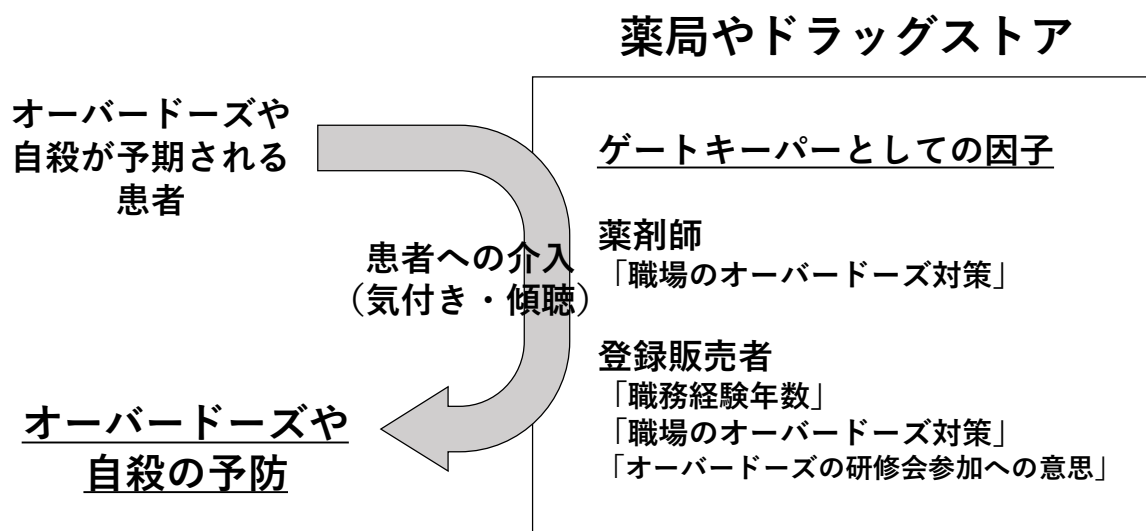 薬局やドラッグストア
オーバードーズや
自殺が予期される
患者
患者への介入
（気付き・傾聴）
オーバードーズや
自殺の予防
ゲートキーパーとしての因子
薬剤師
「職場のオーバードーズ対策」
登録販売者
「職務経験年数」
「職場のオーバードーズ対策」
「オーバードーズの研修会参加への意思」